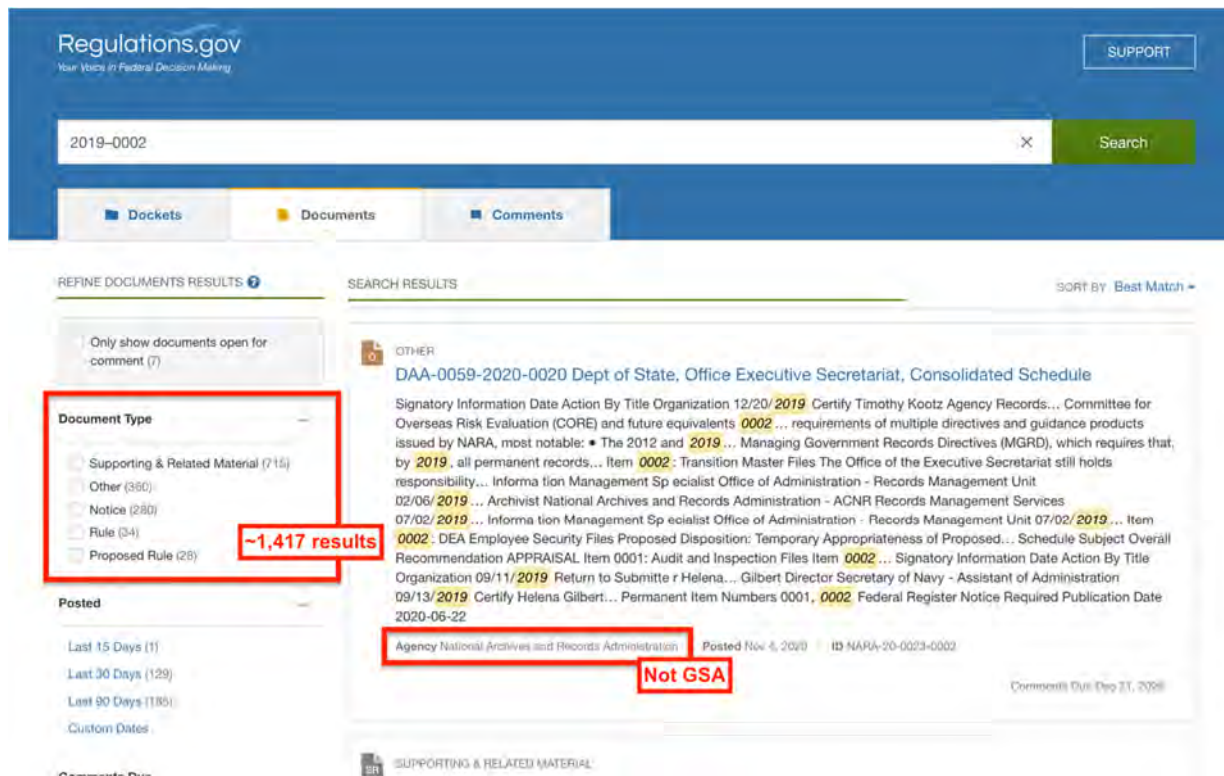 Regulations.gov
Your Voice in Federal Decision Making
SUPPORT
2019–0002
×
Search
Dockets
Documents
Comments
REFINE DOCUMENTS RESULTS ?
Only show documents open for
comment (7)
Document Type
–
Supporting & Related Material (715)
Other (360)
Notice (280)
Rule (34)
Proposed Rule (28)
~1,417 results
Posted
–
Last 15 Days (1)
Last 30 Days (129)
Last 90 Days (185)
Custom Dates
Comments Due
SEARCH RESULTS
SORT BY Best Match
OTHER
DAA-0059-2020-0020 Dept of State, Office Executive Secretariat, Consolidated Schedule
Signatory Information Date Action By Title Organization 12/20/2019 Certify Timothy Kootz Agency Records... Committee for
Overseas Risk Evaluation (CORE) and future equivalents 0002 ... requirements of multiple directives and guidance products
issued by NARA, most notable: • The 2012 and 2019 ... Managing Government Records Directives (MGRD), which requires that,
by 2019, all permanent records... Item 0002 : Transition Master Files The Office of the Executive Secretariat still holds
responsibility... Informa tion Management Sp ecialist Office of Administration - Records Management Unit
02/06/2019 ... Archivist National Archives and Records Administration - ACNR Records Management Services
07/02/2019 ... Informa tion Management Sp ecialist Office of Administration - Records Management Unit 07/02/2019 ... Item
0002 : DEA Employee Security Files Proposed Disposition: Temporary Appropriateness of Proposed... Schedule Subject Overall
Recommendation APPRAISAL Item 0001: Audit and Inspection Files Item 0002 ... Signatory Information Date Action By Title
Organization 09/11/2019 Return to Submitte r Helena... Gilbert Director Secretary of Navy - Assistant of Administration
09/13/2019 Certify Helena Gilbert... Permanent Item Numbers 0001, 0002 Federal Register Notice Required Publication Date
2020-06-22
Agency National Archives and Records Administration Posted Nov 4, 2020 ID NARA-20-0023-0002
Not GSA
Comments Due Dec 21, 2020
SR
SUPPORTING & RELATED MATERIAL